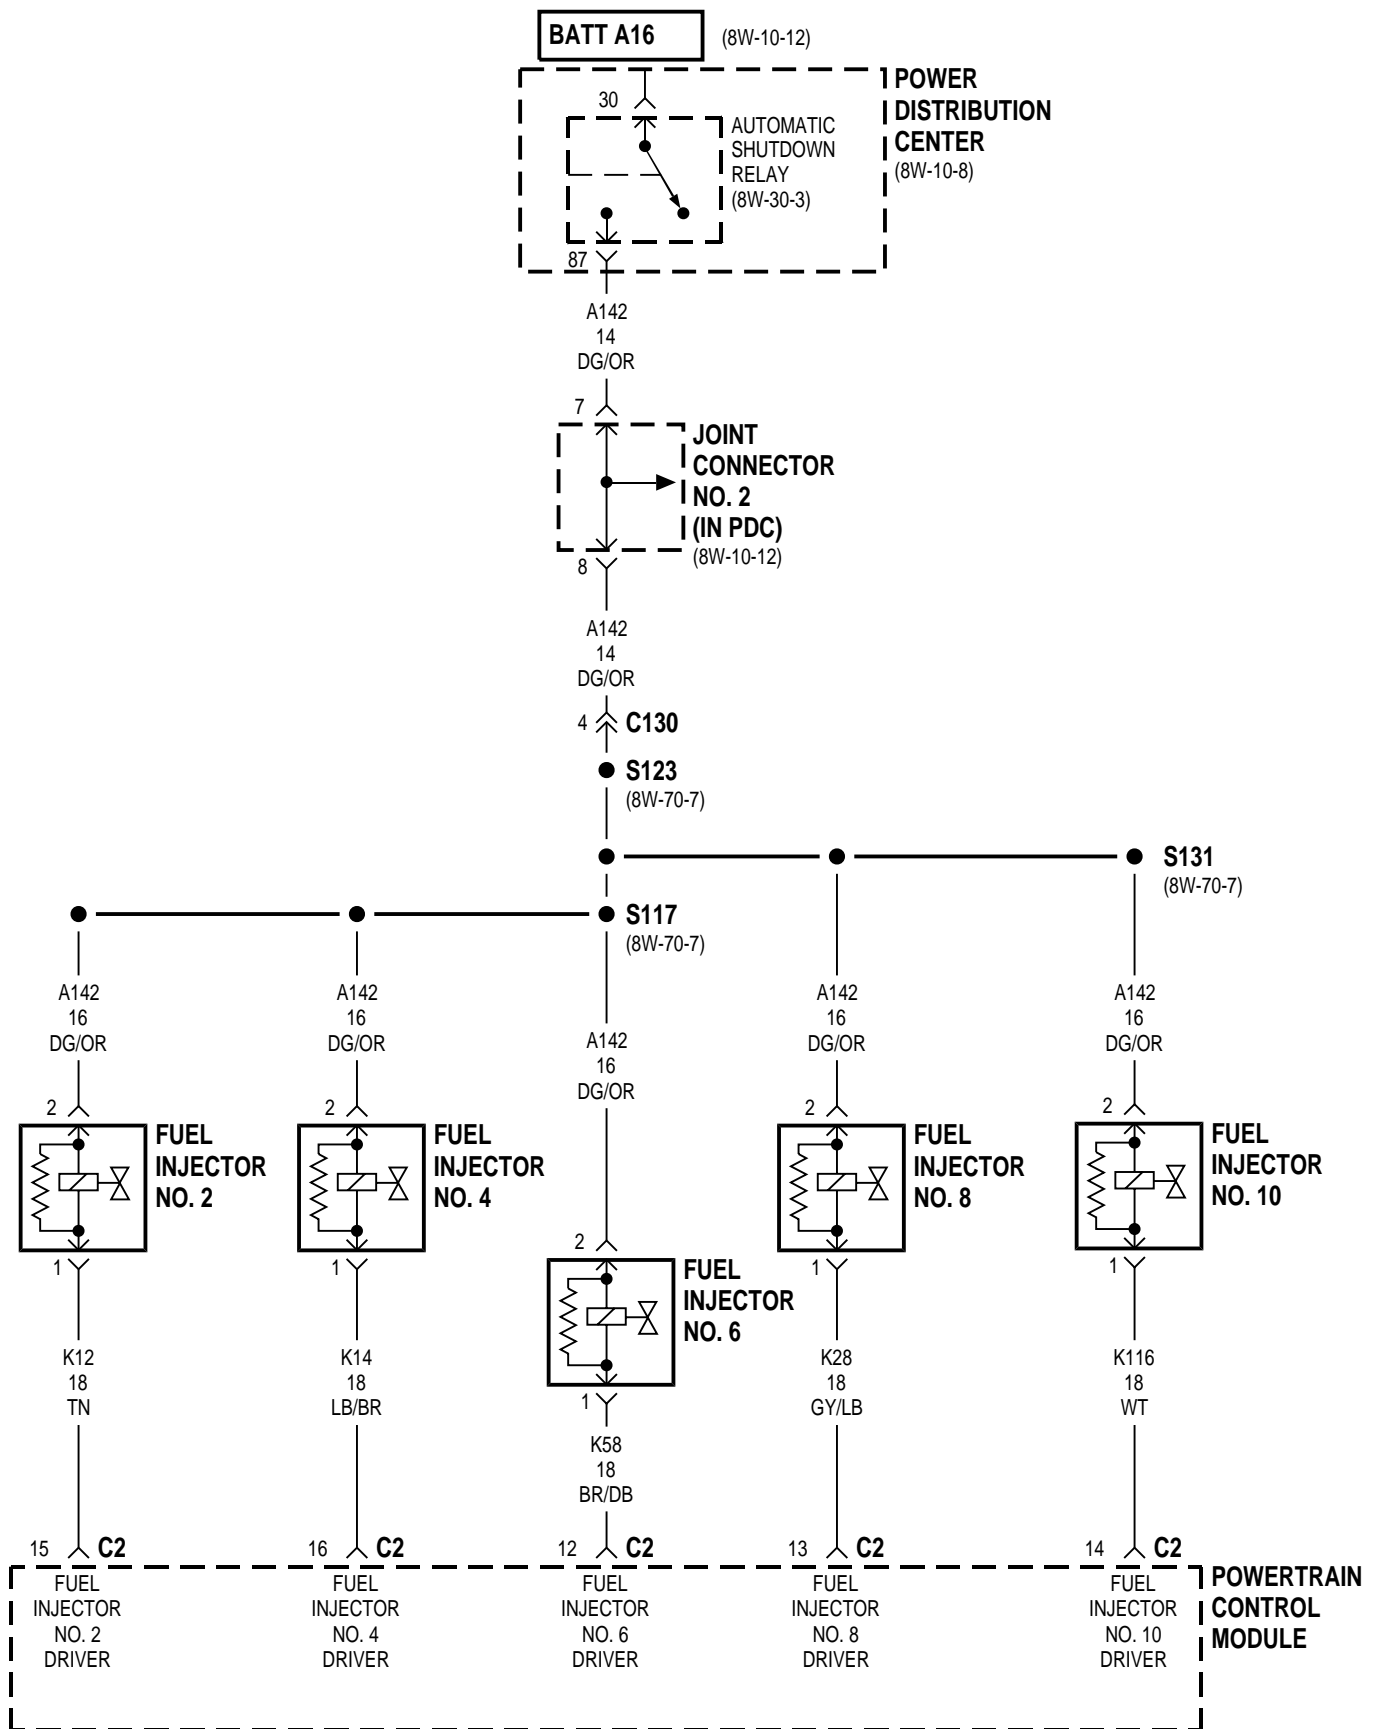 BATT A16 (8W-10-12)
POWER
DISTRIBUTION
CENTER
(8W-10-8)
30
AUTOMATIC
SHUTDOWN
RELAY
(8W-30-3)
87
A142
14
DG/OR
7
JOINT
CONNECTOR
NO. 2
(IN PDC)
(8W-10-12)
8
A142
14
DG/OR
4 C130
S123
(8W-70-7)
S131
(8W-70-7)
S117
(8W-70-7)
A142
16
DG/OR
A142
16
DG/OR
A142
16
DG/OR
A142
16
DG/OR
A142
16
DG/OR
2
FUEL
INJECTOR
NO. 2
1
2
FUEL
INJECTOR
NO. 4
1
2
FUEL
INJECTOR
NO. 6
1
2
FUEL
INJECTOR
NO. 8
1
2
FUEL
INJECTOR
NO. 10
1
K12
18
TN
K14
18
LB/BR
K58
18
BR/DB
K28
18
GY/LB
K116
18
WT
15 C2
16 C2
12 C2
13 C2
14 C2
FUEL
INJECTOR
NO. 2
DRIVER
FUEL
INJECTOR
NO. 4
DRIVER
FUEL
INJECTOR
NO. 6
DRIVER
FUEL
INJECTOR
NO. 8
DRIVER
FUEL
INJECTOR
NO. 10
DRIVER
POWERTRAIN
CONTROL
MODULE